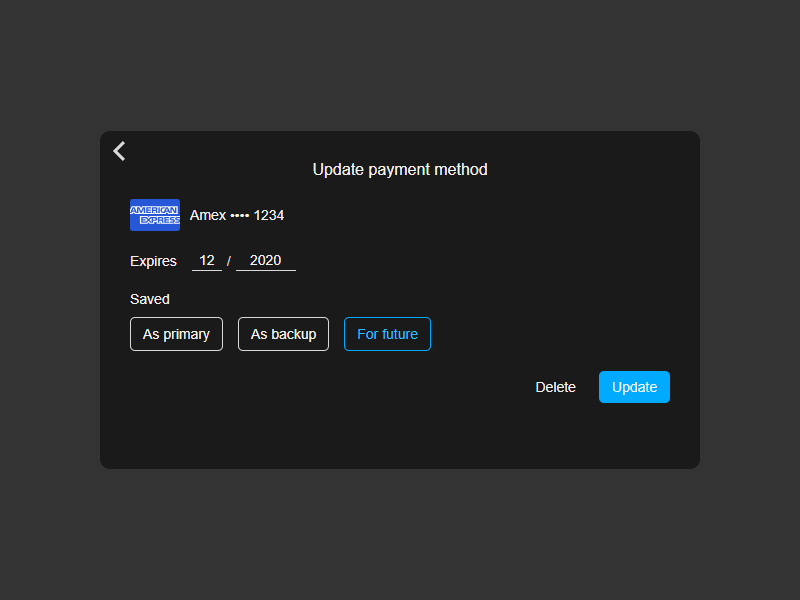 Update payment method
AMERICAN
EXPRESS
Amex •••• 1234
Expires 12 / 2020
Saved
As primary As backup For future
Delete Update